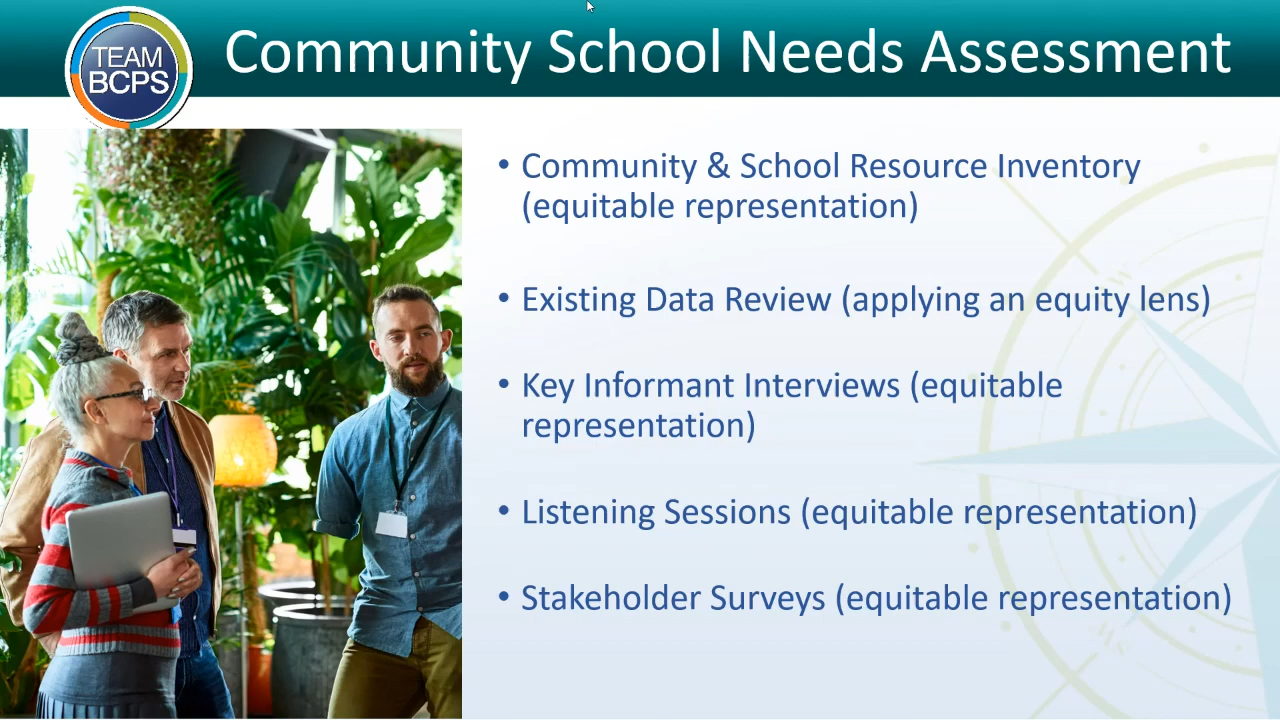 TEAM
BCPS
Community School Needs Assessment
• Community & School Resource Inventory
(equitable representation)
• Existing Data Review (applying an equity lens)
• Key Informant Interviews (equitable
representation)
• Listening Sessions (equitable representation)
• Stakeholder Surveys (equitable representation)